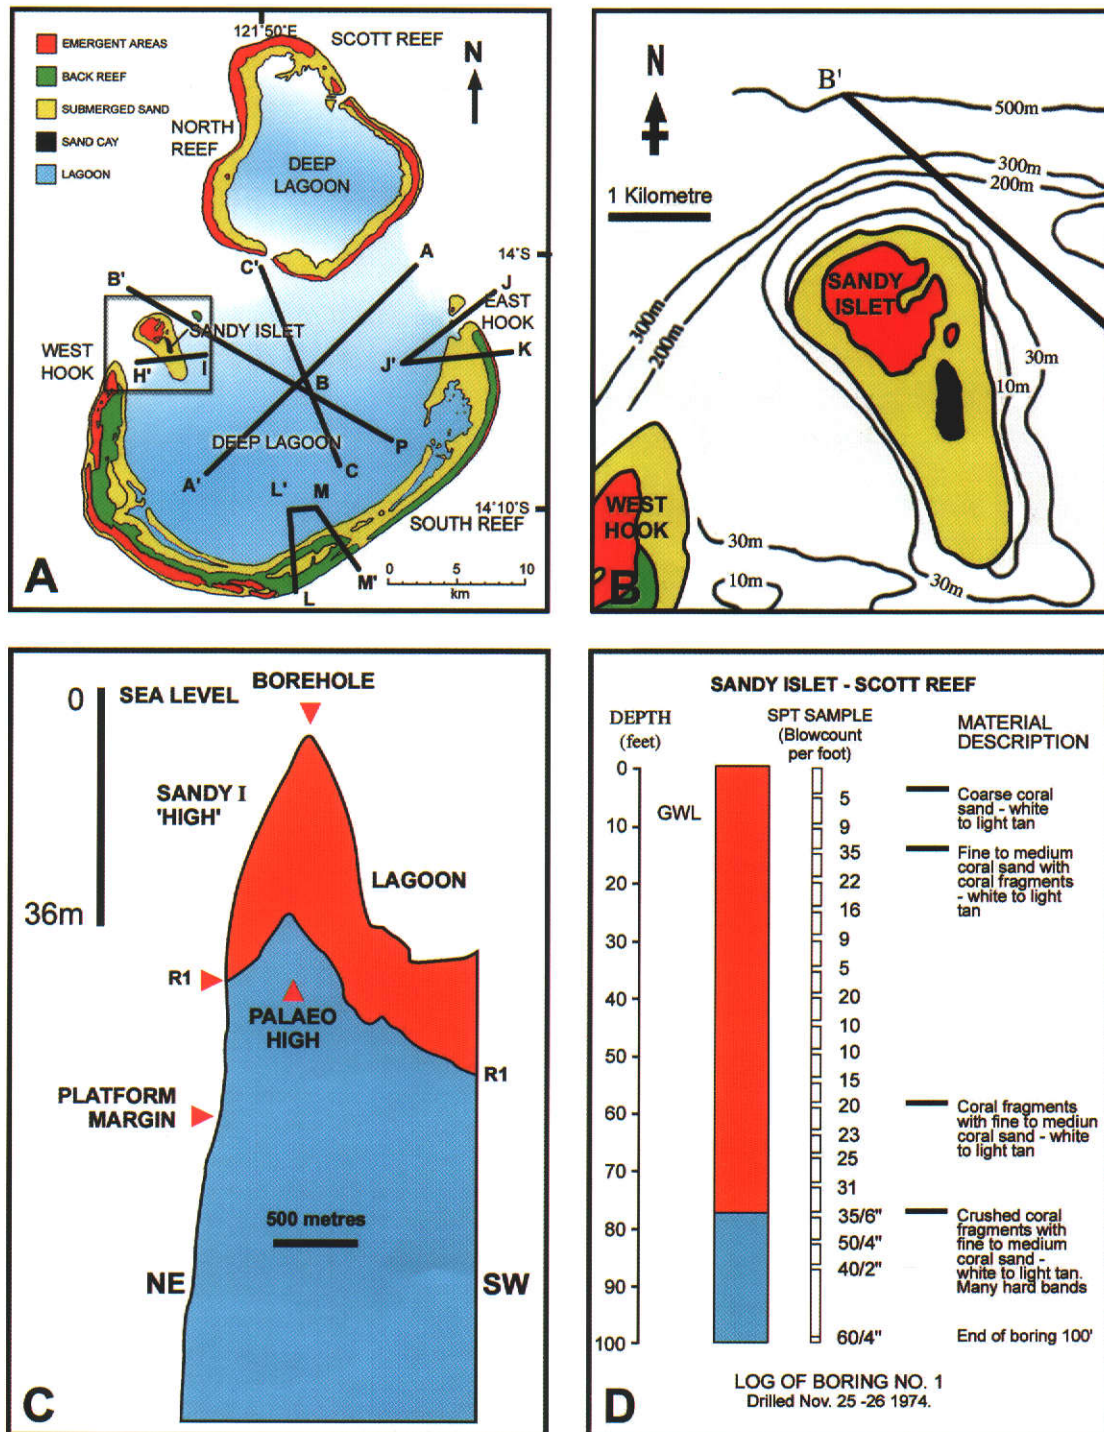 121°50'E
SCOTT REEF
EMERGENT AREAS
BACK REEF
SUBMERGED SAND
SAND CAY
LAGOON
N
NORTH
REEF
DEEP
LAGOON
14°S
A
C'
B'
J
EAST
HOOK
SANDY ISLET
WEST
HOOK
H'
I
J'
K
B
DEEP LAGOON
P
A'
C
L'
M
14°10'S
SOUTH REEF
M'
L
0 5 10
km
A
N
B'
500m
300m
200m
1 Kilometre
SANDY
ISLET
300m
200m
30m
10m
WEST
HOOK
30m
10m
30m
B
0
SEA LEVEL
BOREHOLE
SANDY I
'HIGH'
LAGOON
36m
R1
PALAEO
HIGH
R1
PLATFORM
MARGIN
500 metres
NE
SW
C
SANDY ISLET - SCOTT REEF
DEPTH
(feet)
SPT SAMPLE
(Blowcount
per foot)
MATERIAL
DESCRIPTION
0
10
20
30
40
50
60
70
80
90
100
GWL
5
9
35
22
16
9
5
20
10
10
15
20
23
25
31
35/6"
50/4"
40/2"
60/4"
Coarse coral
sand - white
to light tan
Fine to medium
coral sand with
coral fragments
- white to light
tan
Coral fragments
with fine to mediun
coral sand - white
to light tan
Crushed coral
fragments with
fine to medium
coral sand -
white to light tan.
Many hard bands
End of boring 100'
LOG OF BORING NO. 1
Drilled Nov. 25 -26 1974.
D